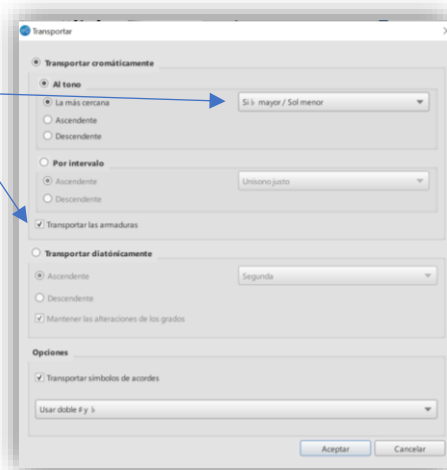 Transportar
Transportar cromáticamente
Al tono
La más cercana
Si ♭ mayor / Sol menor
Ascendente
Descendente
Por intervalo
Ascendente
Unísono justo
Descendente
Transportar las armaduras
Transportar diatónicamente
Ascendente
Segunda
Descendente
Mantener las alteraciones de los grados
Opciones
Transportar símbolos de acordes
Usar doble # y ♭
Aceptar
Cancelar